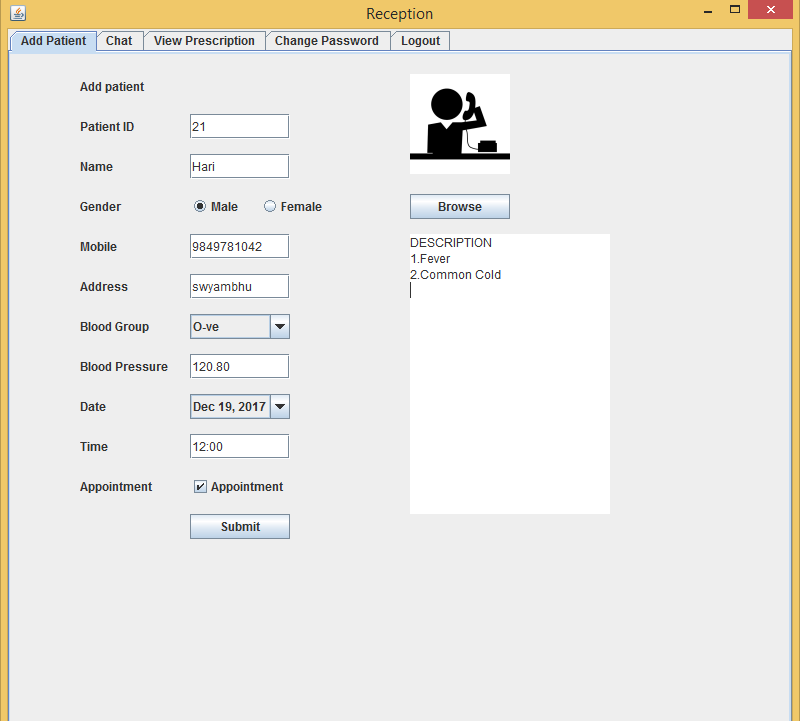 Reception
Add Patient Chat View Prescription Change Password Logout
Add patient
Patient ID 21
Name Hari
Gender Male Female
Browse
Mobile 9849781042
Address swyambhu
Blood Group O-ve
Blood Pressure 120.80
Date Dec 19, 2017
Time 12:00
Appointment Appointment
Submit
DESCRIPTION
1.Fever
2.Common Cold